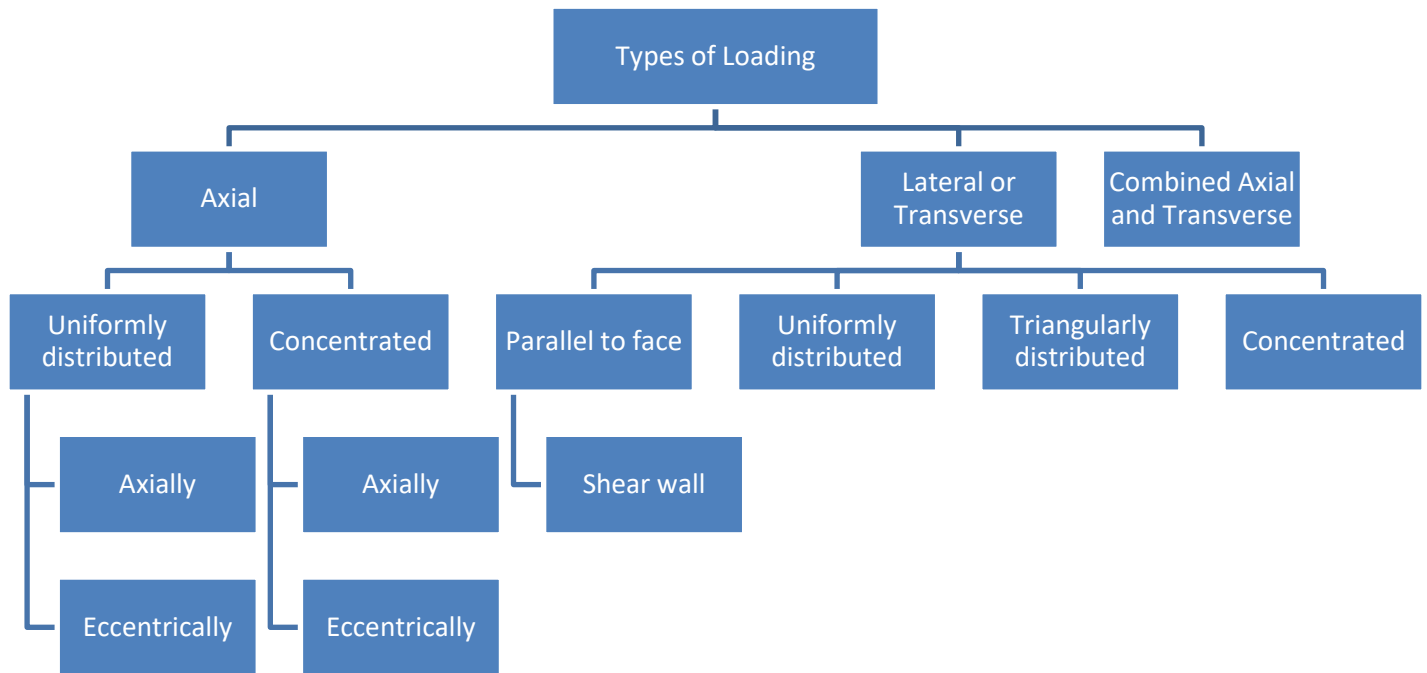 Types of Loading
Axial
Lateral or
Transverse
Combined Axial
and Transverse
Uniformly
distributed
Concentrated
Parallel to face
Uniformly
distributed
Triangularly
distributed
Concentrated
Axially
Axially
Shear wall
Eccentrically
Eccentrically